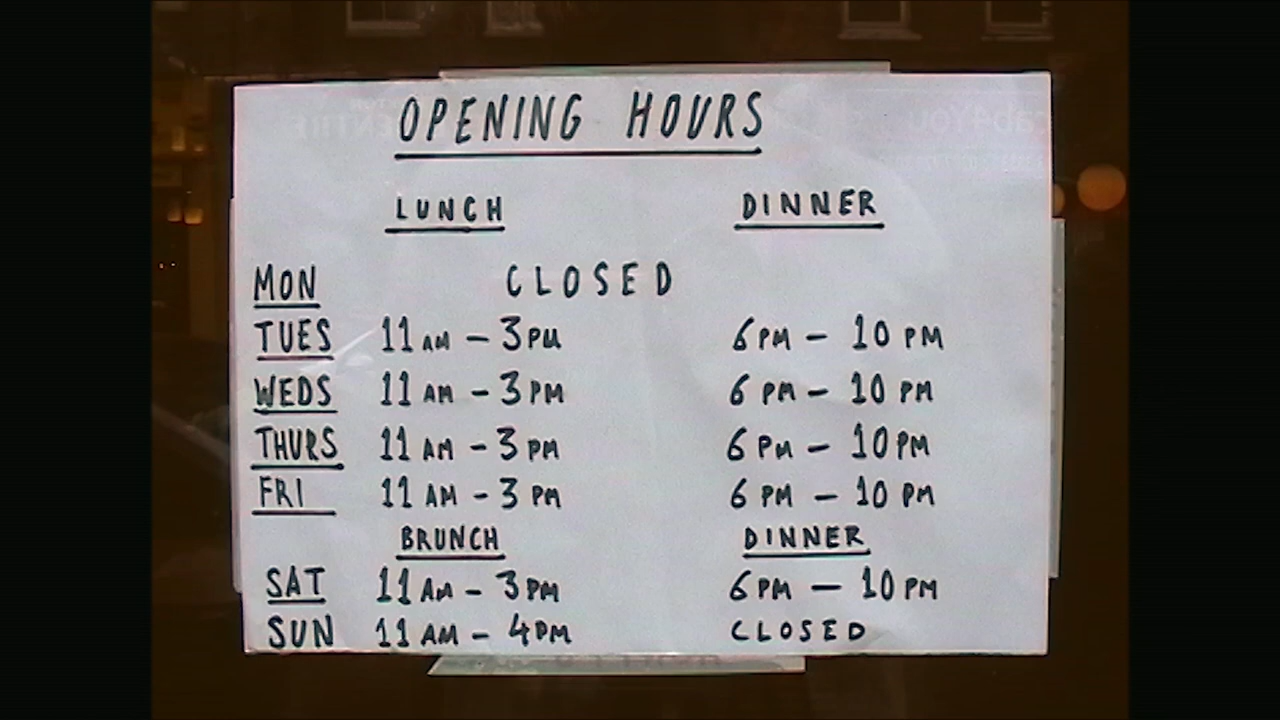 OPENING HOURS
LUNCH DINNER
MON CLOSED
TUES 11 AM - 3 PM 6 PM - 10 PM
WEDS 11 AM - 3 PM 6 PM - 10 PM
THURS 11 AM - 3 PM 6 PM - 10 PM
FRI 11 AM - 3 PM 6 PM - 10 PM
BRUNCH DINNER
SAT 11 AM - 3 PM 6 PM - 10 PM
SUN 11 AM - 4 PM CLOSED